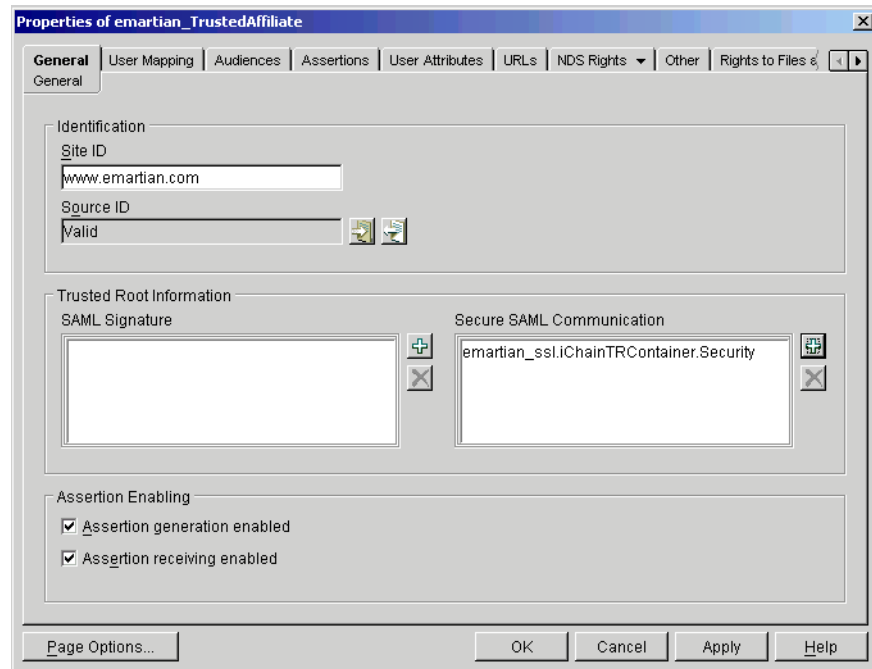 Properties of emartian_TrustedAffiliate
General User Mapping Audiences Assertions User Attributes URLs NDS Rights Other Rights to Files
General
Identification
Site ID
www.emartian.com
Source ID
Valid
Trusted Root Information
SAML Signature Secure SAML Communication
emartian_ssl.iChainTRContainer.Security
Assertion Enabling
Assertion generation enabled
Assertion receiving enabled
Page Options... OK Cancel Apply Help